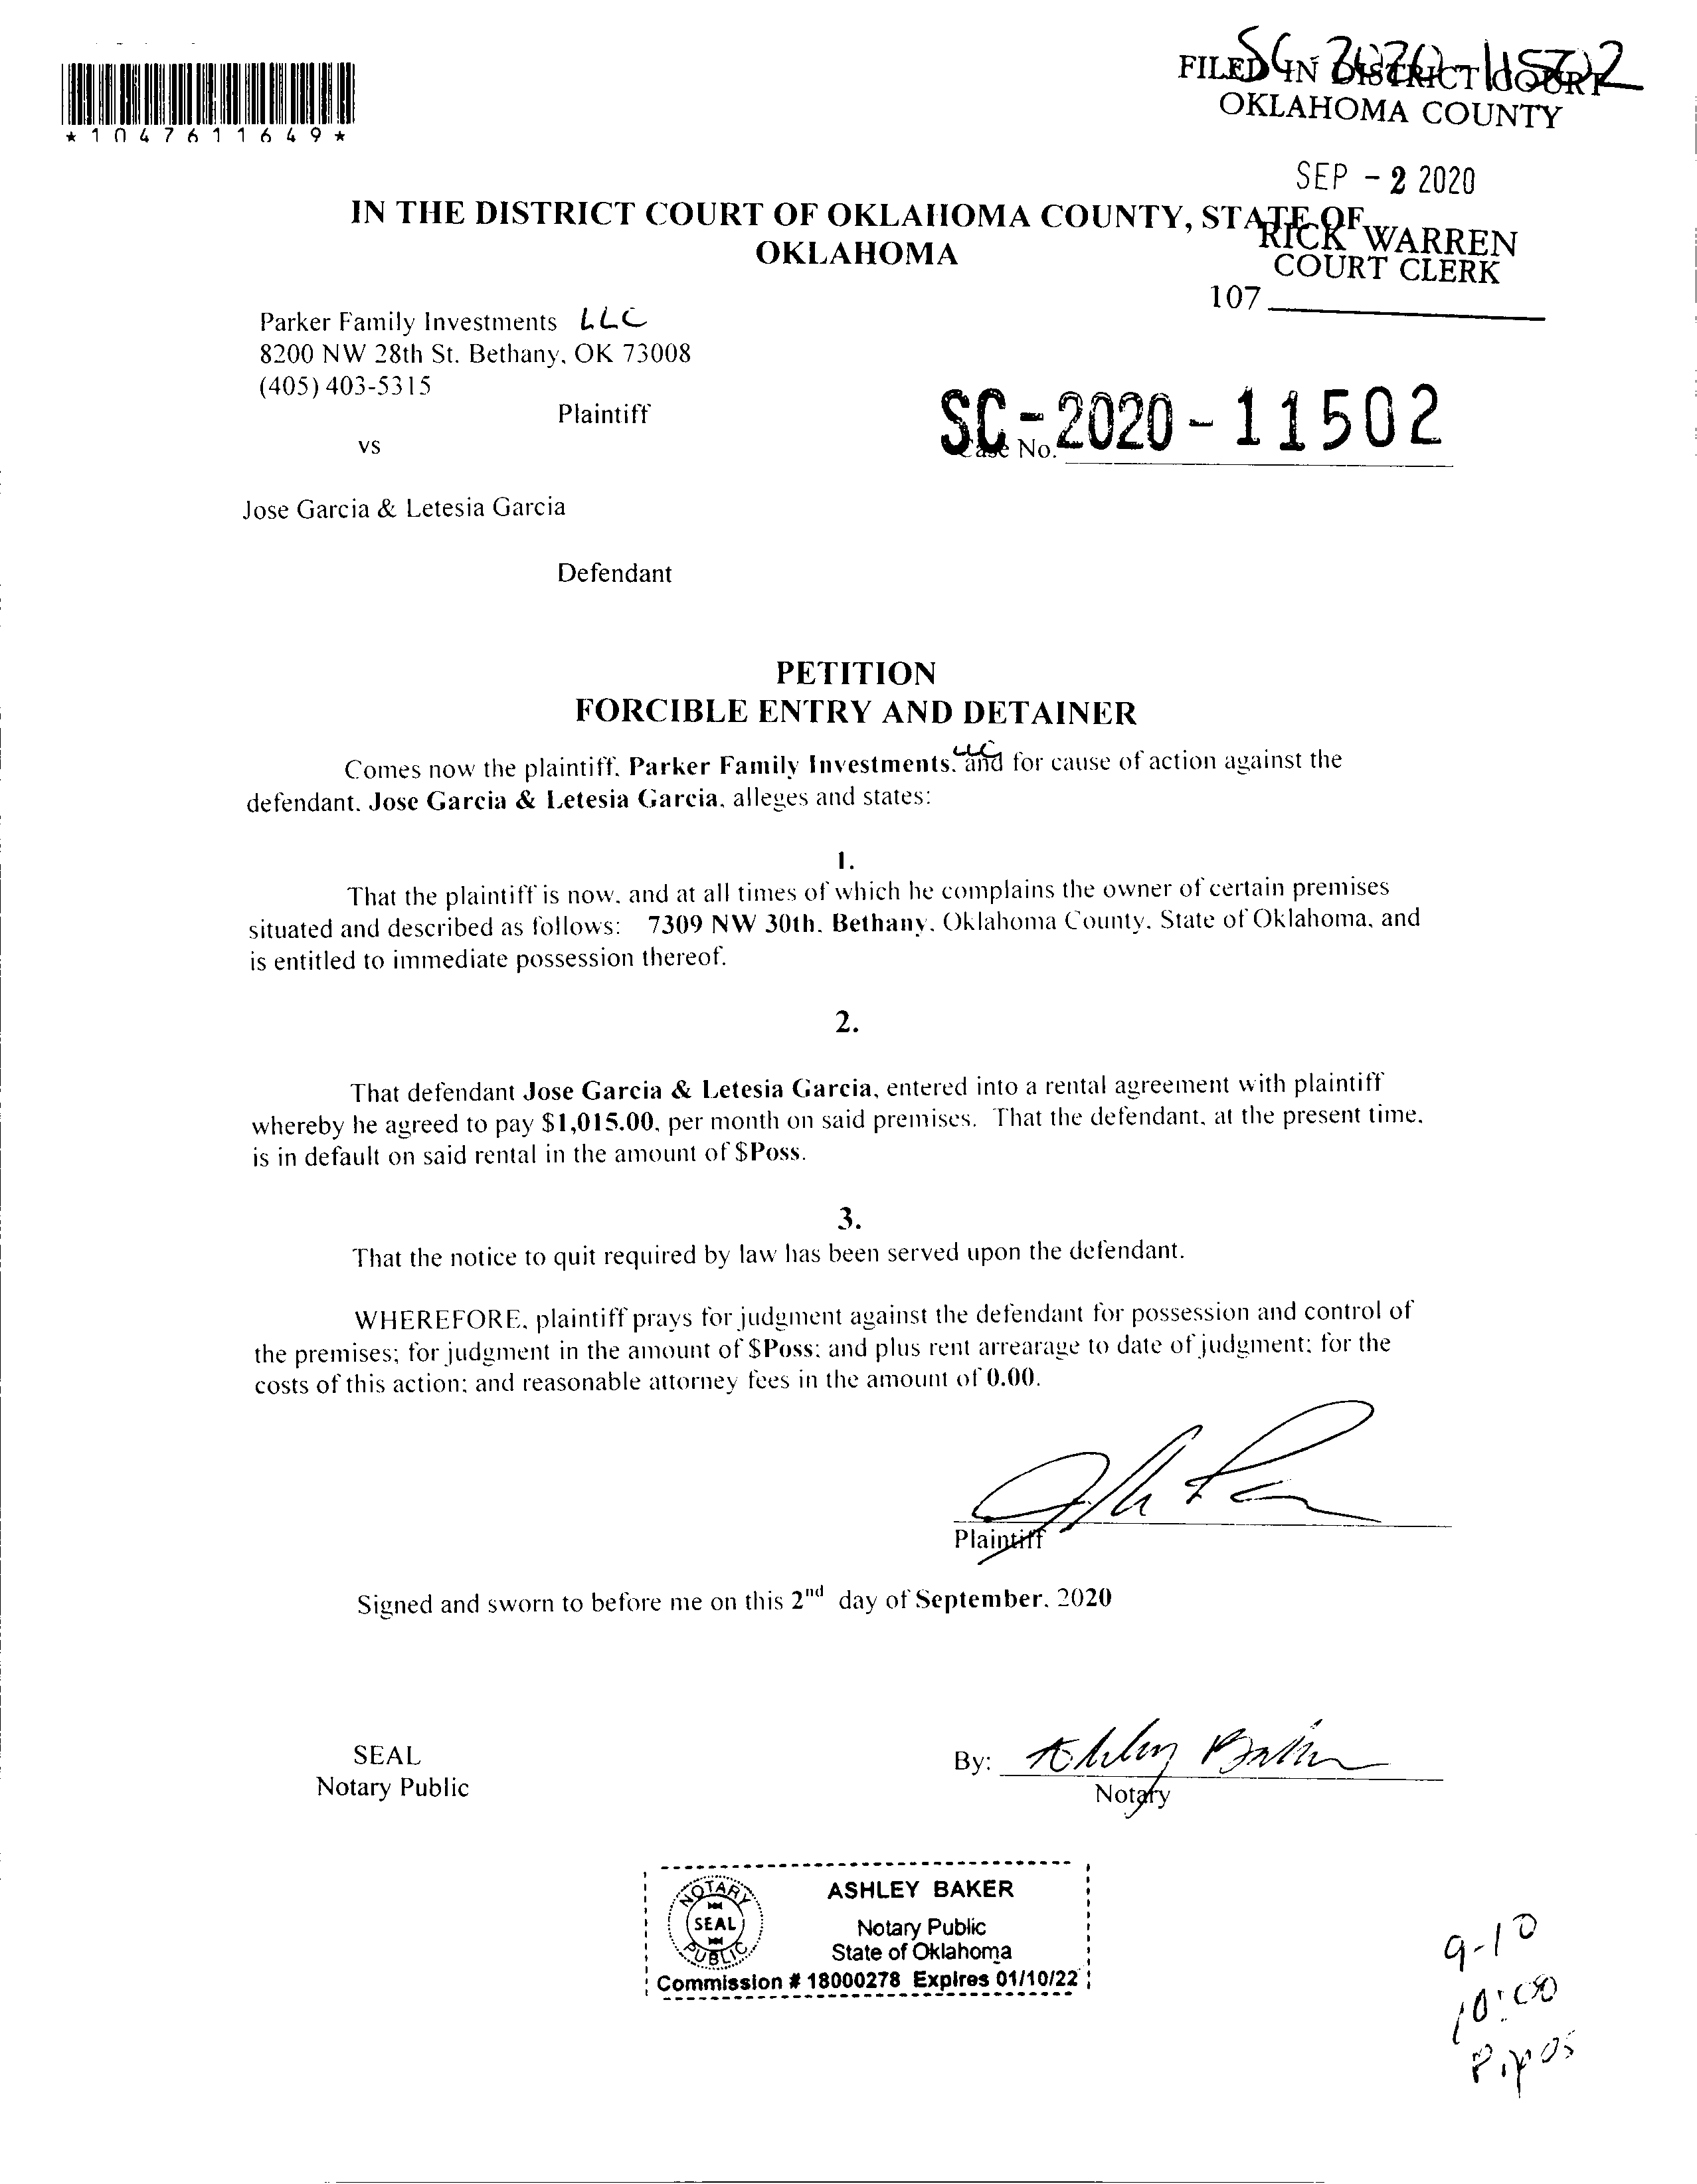 SC-2020-11502
FILED IN DISTRICT COURT
OKLAHOMA COUNTY
*1047611649*
SEP - 2 2020
IN THE DISTRICT COURT OF OKLAHOMA COUNTY, STATE OF
OKLAHOMA
RICK WARREN
COURT CLERK
107
Parker Family Investments LLC
8200 NW 28th St. Bethany, OK 73008
(405) 403-5315
Plaintiff
vs
SC-2020-11502
Case No.
Jose Garcia & Letesia Garcia
Defendant
PETITION
FORCIBLE ENTRY AND DETAINER
Comes now the plaintiff, Parker Family Investments, LLC and for cause of action against the
defendant, Jose Garcia & Letesia Garcia, alleges and states:
1.
That the plaintiff is now, and at all times of which he complains the owner of certain premises
situated and described as follows: 7309 NW 30th, Bethany, Oklahoma County, State of Oklahoma, and
is entitled to immediate possession thereof.
2.
That defendant Jose Garcia & Letesia Garcia, entered into a rental agreement with plaintiff
whereby he agreed to pay $1,015.00, per month on said premises. That the defendant, at the present time,
is in default on said rental in the amount of $Poss.
3.
That the notice to quit required by law has been served upon the defendant.
WHEREFORE, plaintiff prays for judgment against the defendant for possession and control of
the premises; for judgment in the amount of $Poss; and plus rent arrearage to date of judgment; for the
costs of this action; and reasonable attorney fees in the amount of 0.00.
Plaintiff
Signed and sworn to before me on this 2nd day of September, 2020
SEAL
Notary Public
By: Ashley Baker
Notary
NOTARY
SEAL
PUBLIC
ASHLEY BAKER
Notary Public
State of Oklahoma
Commission # 18000278 Expires 01/10/22
9-10
10:00